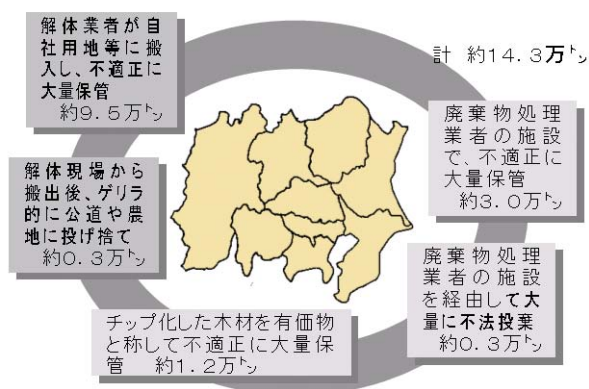 解体業者が自
社用地等に搬
入し、不適正に
大量保管
約9.5万㌧
計 約14.3万㌧
廃棄物処理
業者の施設
で、不適正に
大量保管
約3.0万㌧
解体現場から
搬出後、ゲリラ
的に公道や農
地に投げ捨て
約0.3万㌧
廃棄物処理
業者の施設
を経由して大
量に不法投棄
約0.3万㌧
チップ化した木材を有価物
と称して不適正に大量保
管 約1.2万㌧